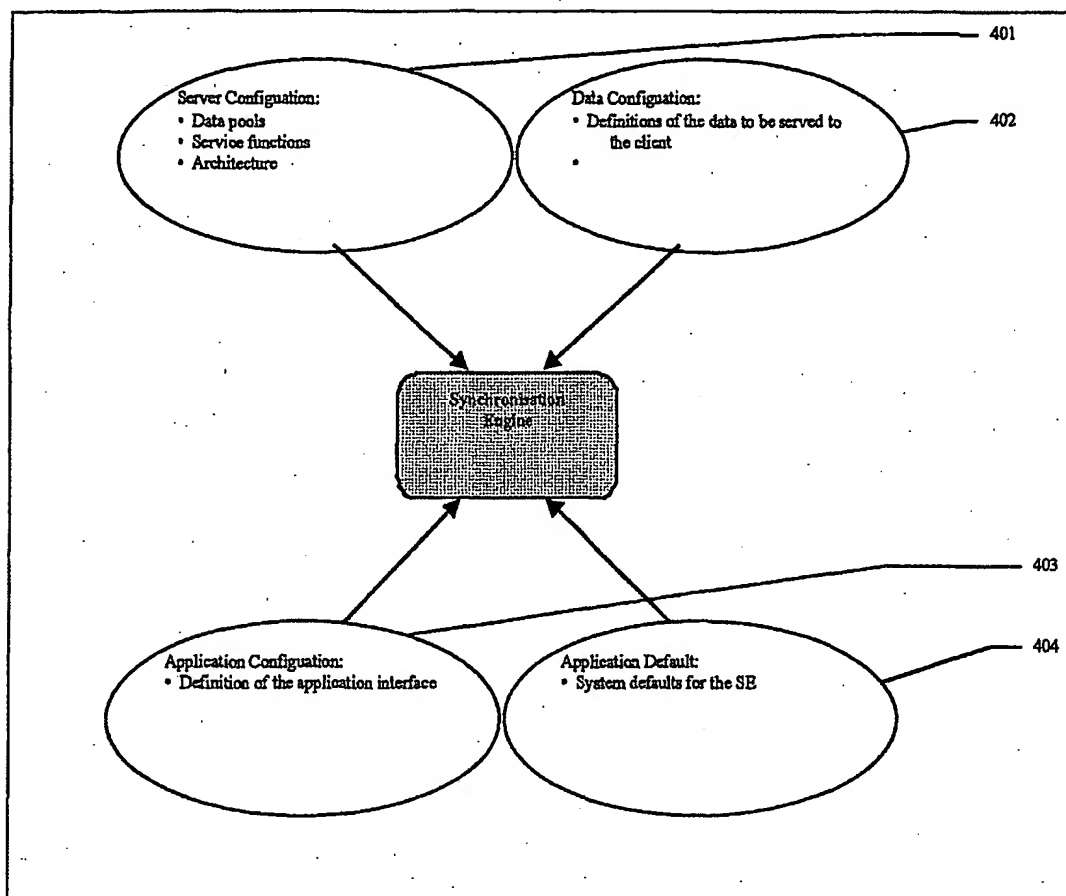 401
Server Configuation:
• Data pools
• Service functions
• Architecture
Data Configuation:
• Definitions of the data to be served to
the client
•
402
Synchronisation
Engine
403
Application Configuation:
• Definition of the application interface
Application Default:
• System defaults for the SE
404